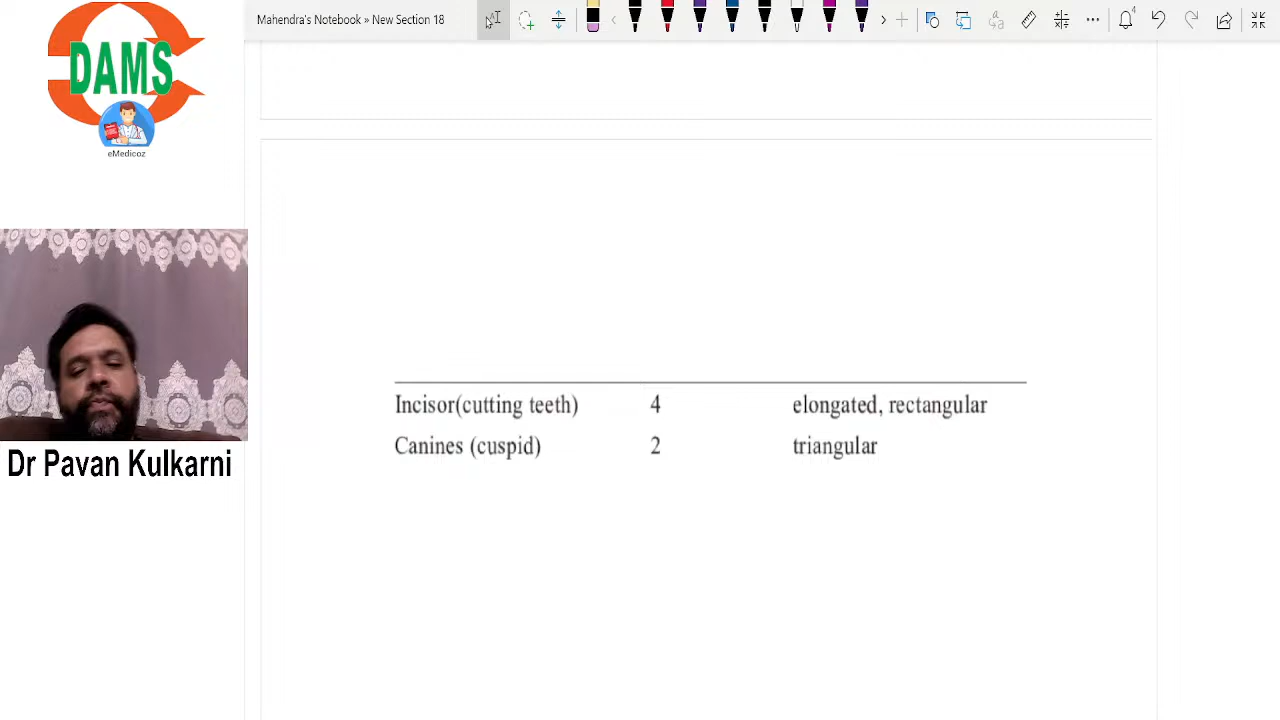 DAMS
eMedicoz
Mahendra's Notebook » New Section 18
4
Incisor(cutting teeth) 4 elongated, rectangular
Canines (cuspid) 2 triangular
Dr Pavan Kulkarni